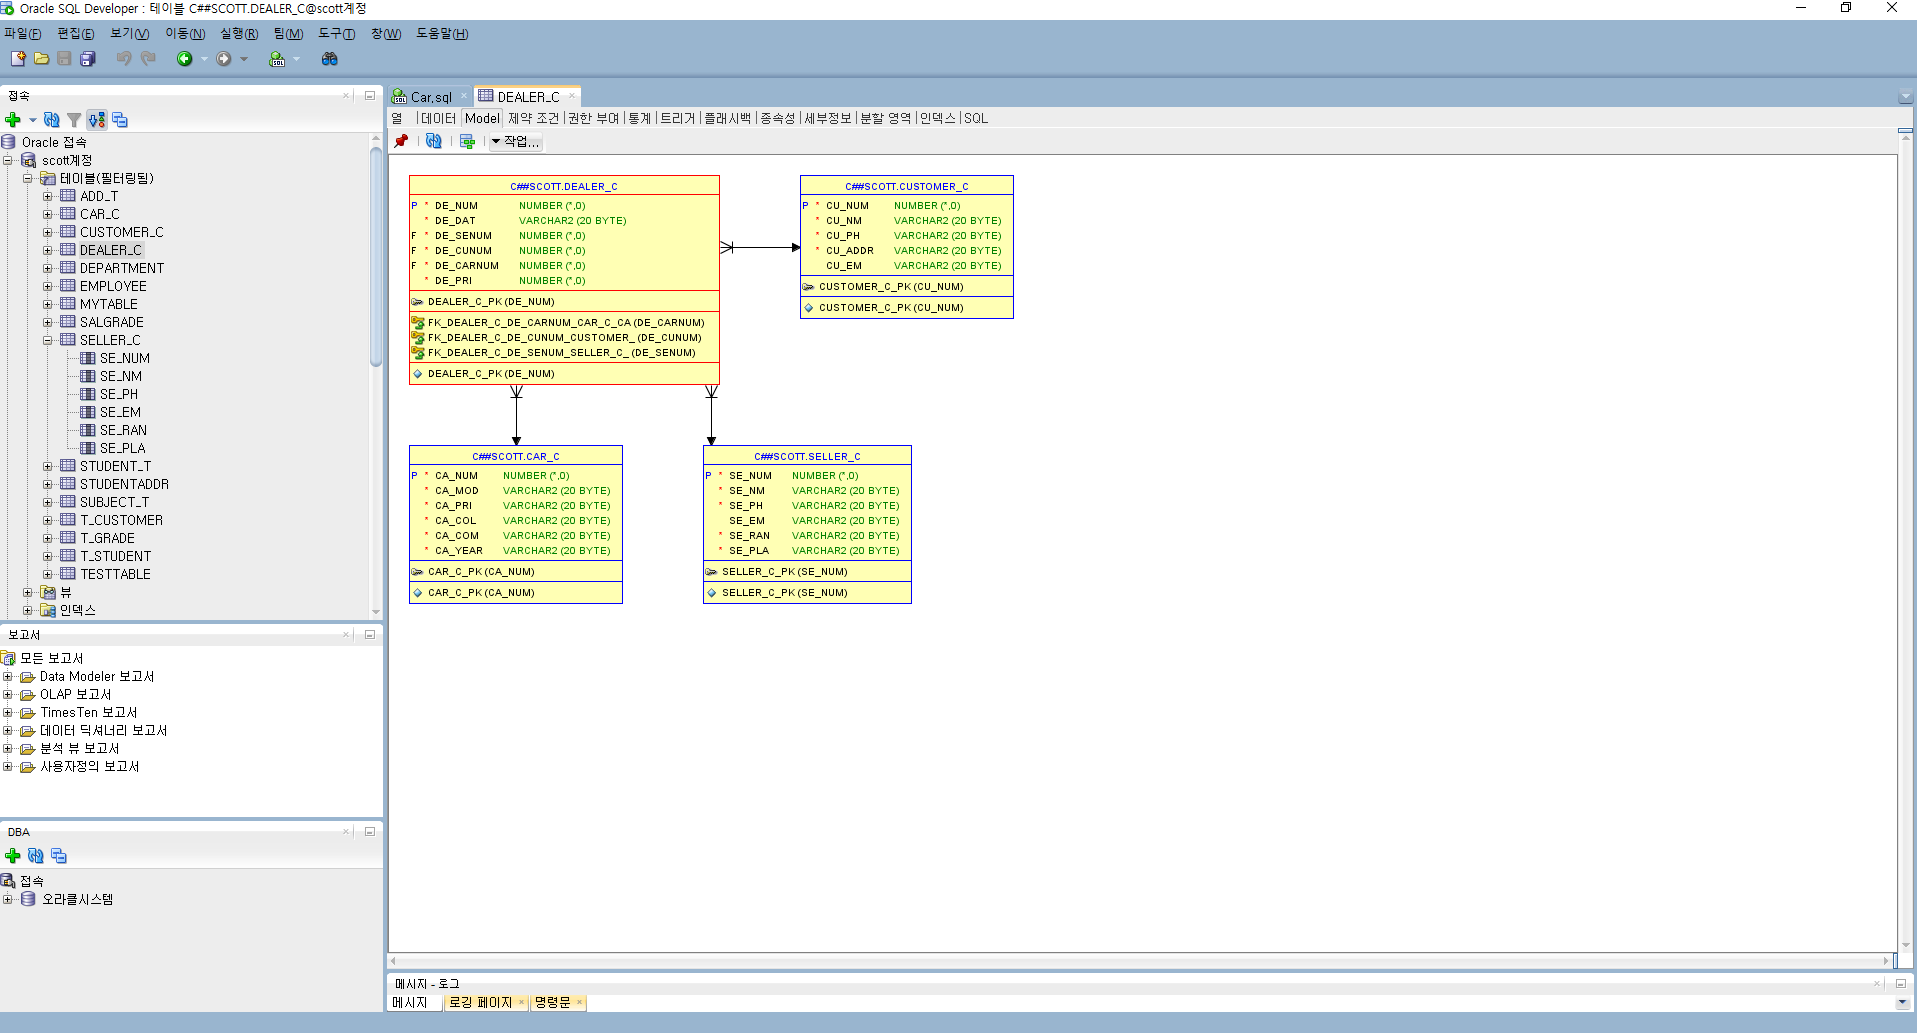 Oracle SQL Developer : 테이블 C##SCOTT.DEALER_C@scott계정
파일(F) 편집(E) 보기(V) 이동(N) 실행(R) 팀(M) 도구(T) 창(W) 도움말(H)
접속
Oracle 접속
scott계정
테이블(필터링됨)
ADD_T
CAR_C
CUSTOMER_C
DEALER_C
DEPARTMENT
EMPLOYEE
MYTABLE
SALGRADE
SELLER_C
SE_NUM
SE_NM
SE_PH
SE_EM
SE_RAN
SE_PLA
STUDENT_T
STUDENTADDR
SUBJECT_T
T_CUSTOMER
T_GRADE
T_STUDENT
TESTTABLE
뷰
인덱스
보고서
모든 보고서
Data Modeler 보고서
OLAP 보고서
TimesTen 보고서
데이터 딕셔너리 보고서
분석 뷰 보고서
사용자정의 보고서
DBA
접속
오라클시스템
Car.sql DEALER_C
열 데이터 Model 제약 조건 권한 부여 통계 트리거 플래시백 종속성 세부정보 분할 영역 인덱스 SQL
SQL
작업...
C##SCOTT.DEALER_C
P * DE_NUM NUMBER (*,0)
* DE_DAT VARCHAR2 (20 BYTE)
F * DE_SENUM NUMBER (*,0)
F * DE_CUNUM NUMBER (*,0)
F * DE_CARNUM NUMBER (*,0)
* DE_PRI NUMBER (*,0)
DEALER_C_PK (DE_NUM)
FK_DEALER_C_DE_CARNUM_CAR_C_CA (DE_CARNUM)
FK_DEALER_C_DE_CUNUM_CUSTOMER_ (DE_CUNUM)
FK_DEALER_C_DE_SENUM_SELLER_C_ (DE_SENUM)
DEALER_C_PK (DE_NUM)
C##SCOTT.CUSTOMER_C
P * CU_NUM NUMBER (*,0)
* CU_NM VARCHAR2 (20 BYTE)
* CU_PH VARCHAR2 (20 BYTE)
* CU_ADDR VARCHAR2 (20 BYTE)
CU_EM VARCHAR2 (20 BYTE)
CUSTOMER_C_PK (CU_NUM)
CUSTOMER_C_PK (CU_NUM)
C##SCOTT.CAR_C
P * CA_NUM NUMBER (*,0)
* CA_MOD VARCHAR2 (20 BYTE)
* CA_PRI VARCHAR2 (20 BYTE)
* CA_COL VARCHAR2 (20 BYTE)
* CA_COM VARCHAR2 (20 BYTE)
* CA_YEAR VARCHAR2 (20 BYTE)
CAR_C_PK (CA_NUM)
CAR_C_PK (CA_NUM)
C##SCOTT.SELLER_C
P * SE_NUM NUMBER (*,0)
* SE_NM VARCHAR2 (20 BYTE)
* SE_PH VARCHAR2 (20 BYTE)
SE_EM VARCHAR2 (20 BYTE)
* SE_RAN VARCHAR2 (20 BYTE)
* SE_PLA VARCHAR2 (20 BYTE)
SELLER_C_PK (SE_NUM)
SELLER_C_PK (SE_NUM)
메시지 - 로그
메시지 로깅 페이지 명령문